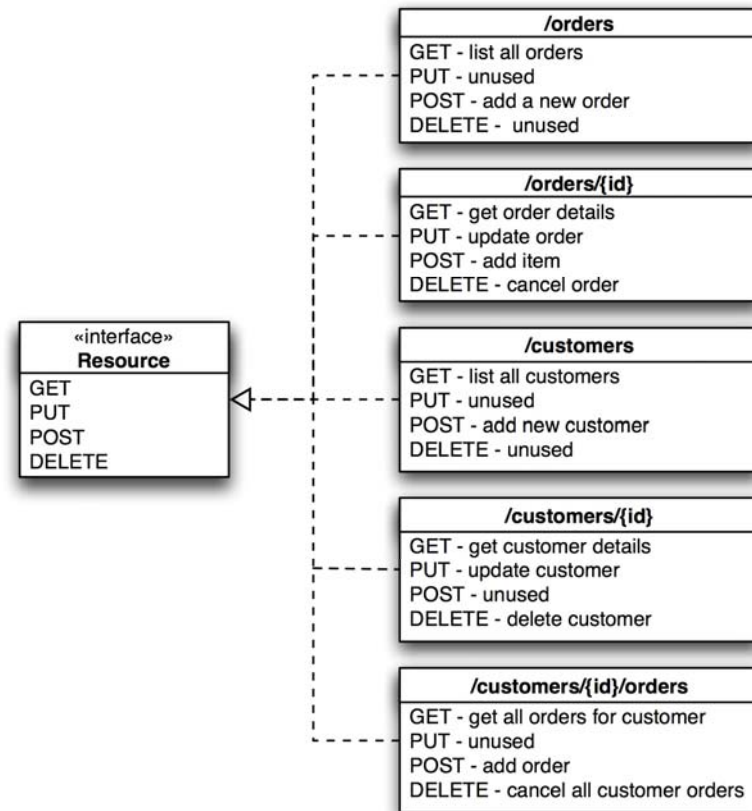 /orders
GET - list all orders
PUT - unused
POST - add a new order
DELETE - unused
/orders/{id}
GET - get order details
PUT - update order
POST - add item
DELETE - cancel order
«interface»
Resource
GET
PUT
POST
DELETE
/customers
GET - list all customers
PUT - unused
POST - add new customer
DELETE - unused
/customers/{id}
GET - get customer details
PUT - update customer
POST - unused
DELETE - delete customer
/customers/{id}/orders
GET - get all orders for customer
PUT - unused
POST - add order
DELETE - cancel all customer orders